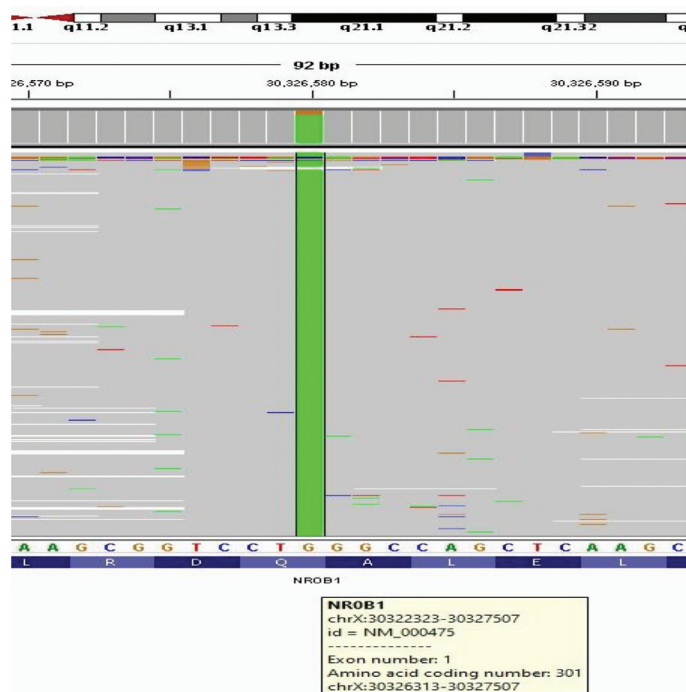 1.1 q11.2 q13.1 q13.3 q21.1 q21.2 q21.32 q
92 bp
26,570 bp 30,326,580 bp 30,326,590 bp
A A G C G G T C C T G G G C C A G C T C A A G C
L R D Q A L E L
NR0B1
NR0B1
chrX:30322323-30327507
id = NM_000475
--------------
Exon number: 1
Amino acid coding number: 301
chrX:30326313-30327507